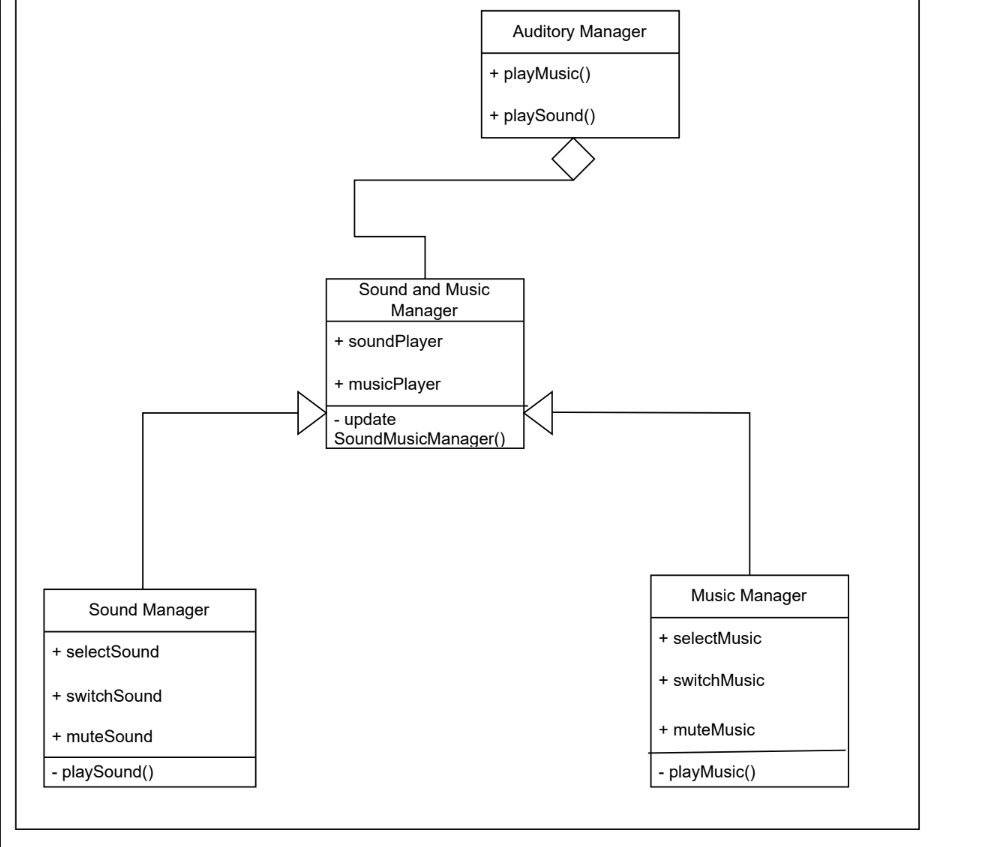 Auditory Manager
+ playMusic()
+ playSound()
Sound and Music
Manager
+ soundPlayer
+ musicPlayer
- update
SoundMusicManager()
Sound Manager
+ selectSound
+ switchSound
+ muteSound
- playSound()
Music Manager
+ selectMusic
+ switchMusic
+ muteMusic
- playMusic()